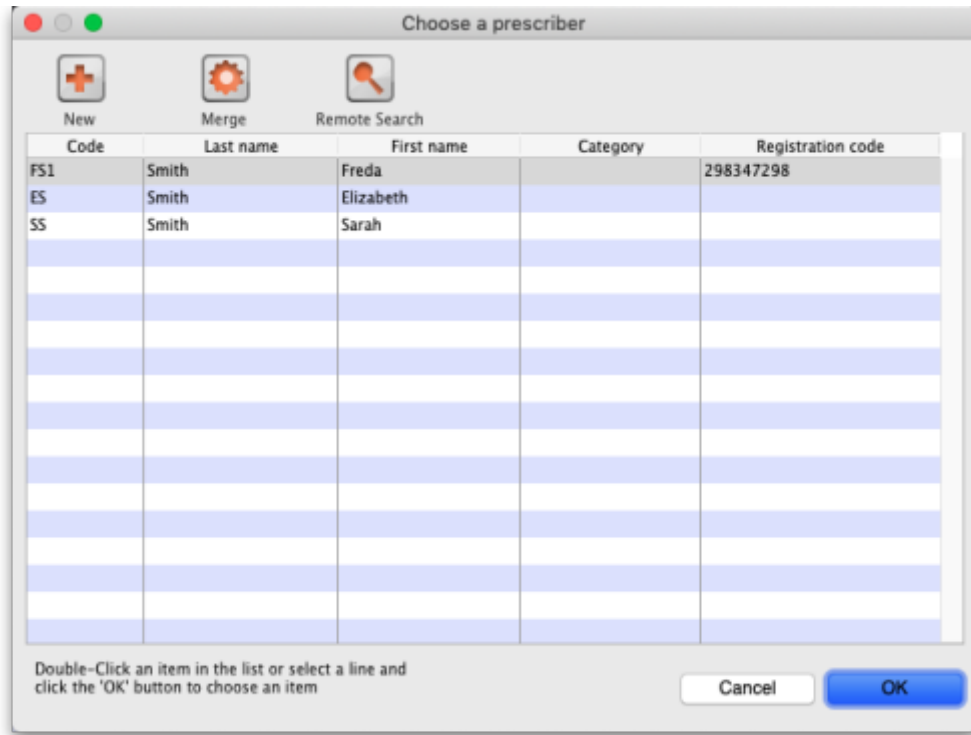 Choose a prescriber
New Merge Remote Search
Code Last name First name Category Registration code
FS1 Smith Freda 298347298
ES Smith Elizabeth
SS Smith Sarah
Double-Click an item in the list or select a line and
click the 'OK' button to choose an item
Cancel OK